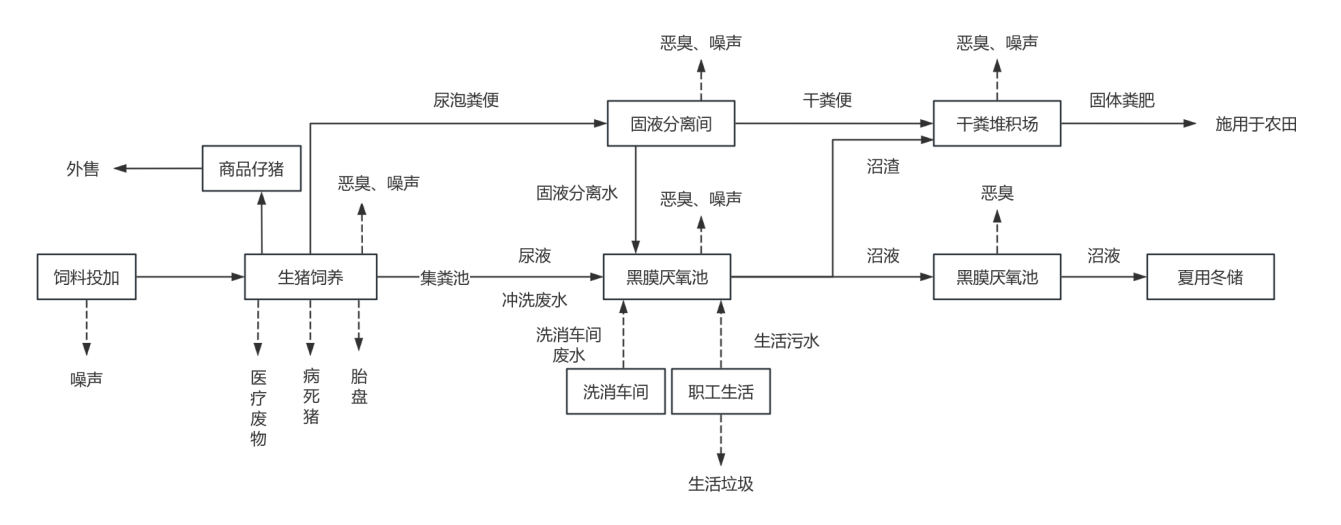 恶臭、噪声
恶臭、噪声
尿泡粪便
固液分离间
干粪便
干粪堆积场
固体粪肥
施用于农田
外售
商品仔猪
恶臭、噪声
固液分离水
恶臭、噪声
沼渣
恶臭
饲料投加
生猪饲养
集粪池
尿液
冲洗废水
黑膜厌氧池
沼液
黑膜厌氧池
沼液
夏用冬储
噪声
医疗废物
病死猪
胎盘
洗消车间
废水
生活污水
洗消车间
职工生活
生活垃圾